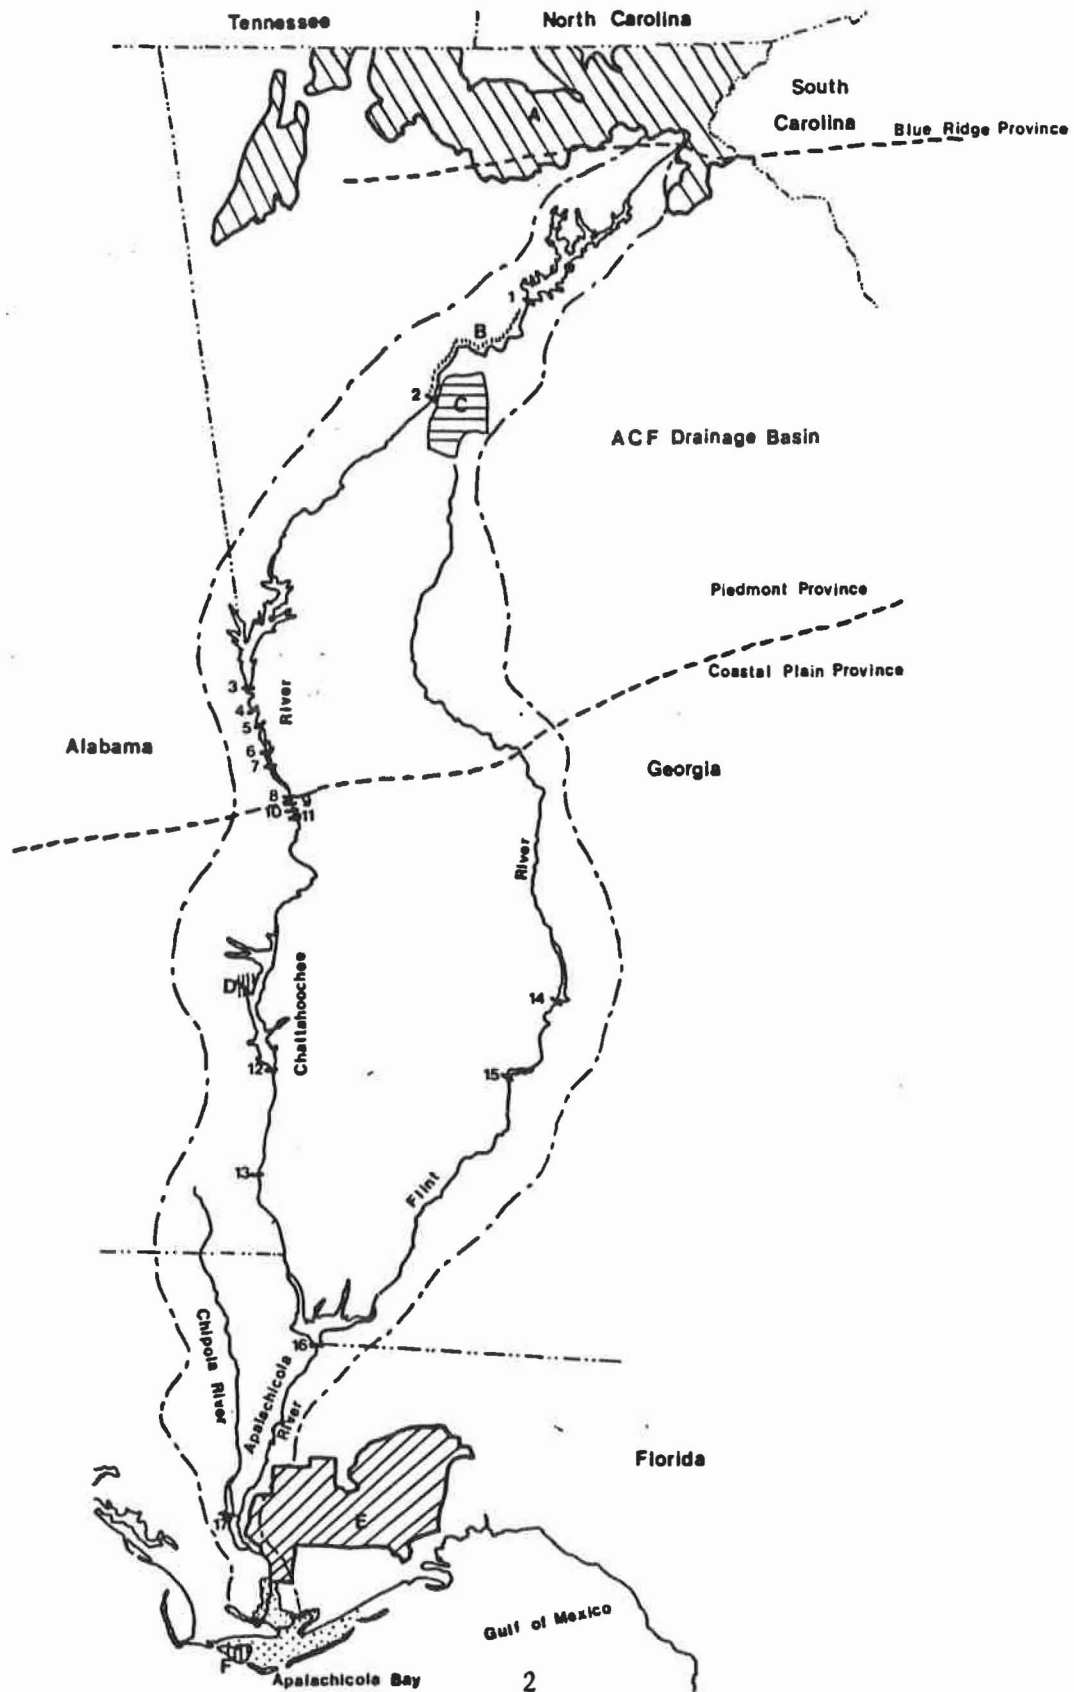 Tennessee
North Carolina
South
Carolina
A
Blue Ridge Province
1
B
2
C
ACF Drainage Basin
Piedmont Province
Coastal Plain Province
3
River
4
5
6
7
Alabama
Georgia
8
9
10
11
River
D
Chattahoochee
14
12
15
13
Flint
Chipola River
16
Apalachicola
River
Florida
17
E
Gulf of Mexico
F
Apalachicola Bay
2